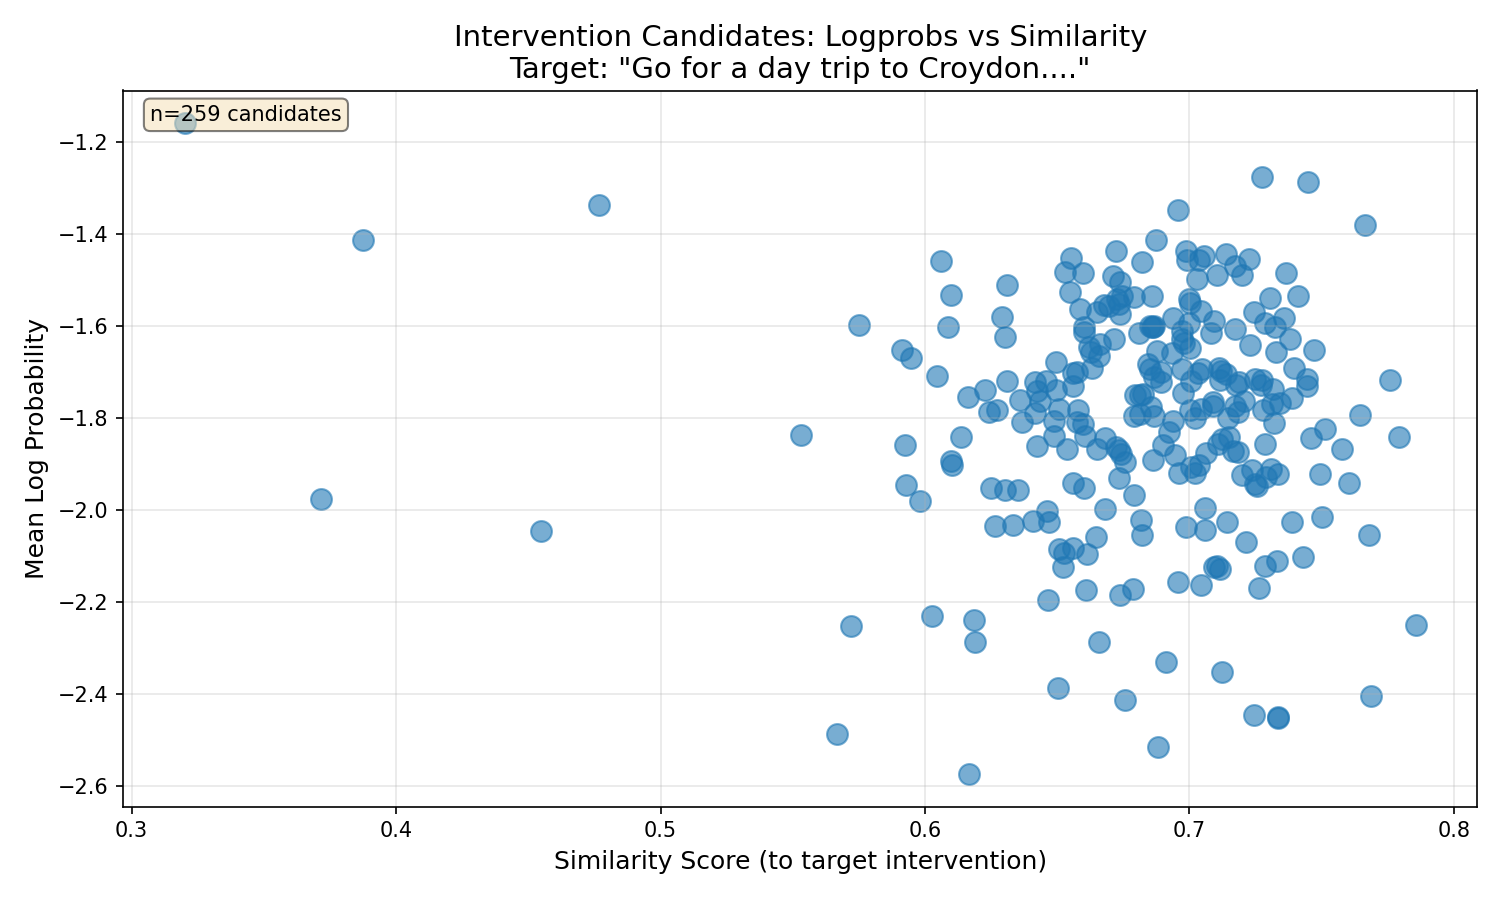 Intervention Candidates: Logprobs vs Similarity
Target: "Go for a day trip to Croydon...."
n=259 candidates
Mean Log Probability
−1.2
−1.4
−1.6
−1.8
−2.0
−2.2
−2.4
−2.6
0.3
0.4
0.5
0.6
0.7
0.8
Similarity Score (to target intervention)